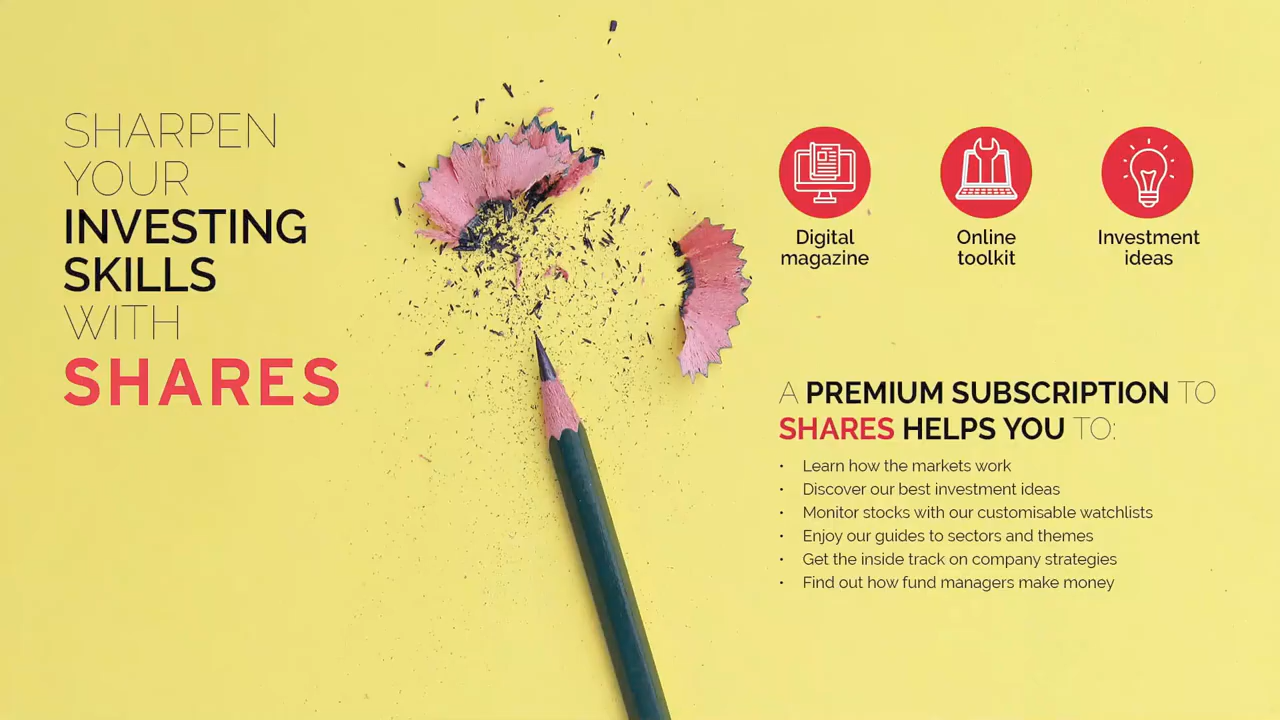 SHARPEN
YOUR
INVESTING
SKILLS
WITH
SHARES
Digital
magazine
Online
toolkit
Investment
ideas
A PREMIUM SUBSCRIPTION TO
SHARES HELPS YOU TO:
• Learn how the markets work
• Discover our best investment ideas
• Monitor stocks with our customisable watchlists
• Enjoy our guides to sectors and themes
• Get the inside track on company strategies
• Find out how fund managers make money